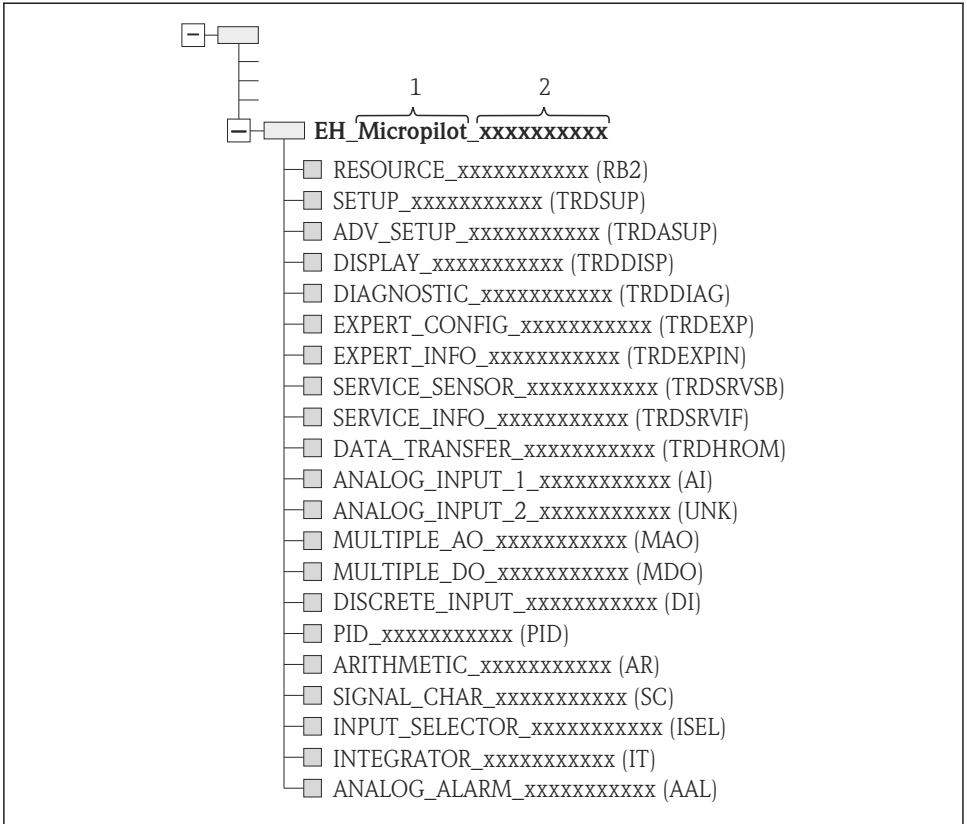 1 2
EH_Micropilot_xxxxxxxxxx
RESOURCE_xxxxxxxxxxx (RB2)
SETUP_xxxxxxxxxxx (TRDSUP)
ADV_SETUP_xxxxxxxxxxx (TRDASUP)
DISPLAY_xxxxxxxxxxx (TRDDISP)
DIAGNOSTIC_xxxxxxxxxxx (TRDDIAG)
EXPERT_CONFIG_xxxxxxxxxxx (TRDEXP)
EXPERT_INFO_xxxxxxxxxxx (TRDEXPIN)
SERVICE_SENSOR_xxxxxxxxxxx (TRDSRVSB)
SERVICE_INFO_xxxxxxxxxxx (TRDSRVIF)
DATA_TRANSFER_xxxxxxxxxxx (TRDHROM)
ANALOG_INPUT_1_xxxxxxxxxxx (AI)
ANALOG_INPUT_2_xxxxxxxxxxx (UNK)
MULTIPLE_AO_xxxxxxxxxxx (MAO)
MULTIPLE_DO_xxxxxxxxxxx (MDO)
DISCRETE_INPUT_xxxxxxxxxxx (DI)
PID_xxxxxxxxxxx (PID)
ARITHMETIC_xxxxxxxxxxx (AR)
SIGNAL_CHAR_xxxxxxxxxxx (SC)
INPUT_SELECTOR_xxxxxxxxxxx (ISEL)
INTEGRATOR_xxxxxxxxxxx (IT)
ANALOG_ALARM_xxxxxxxxxxx (AAL)